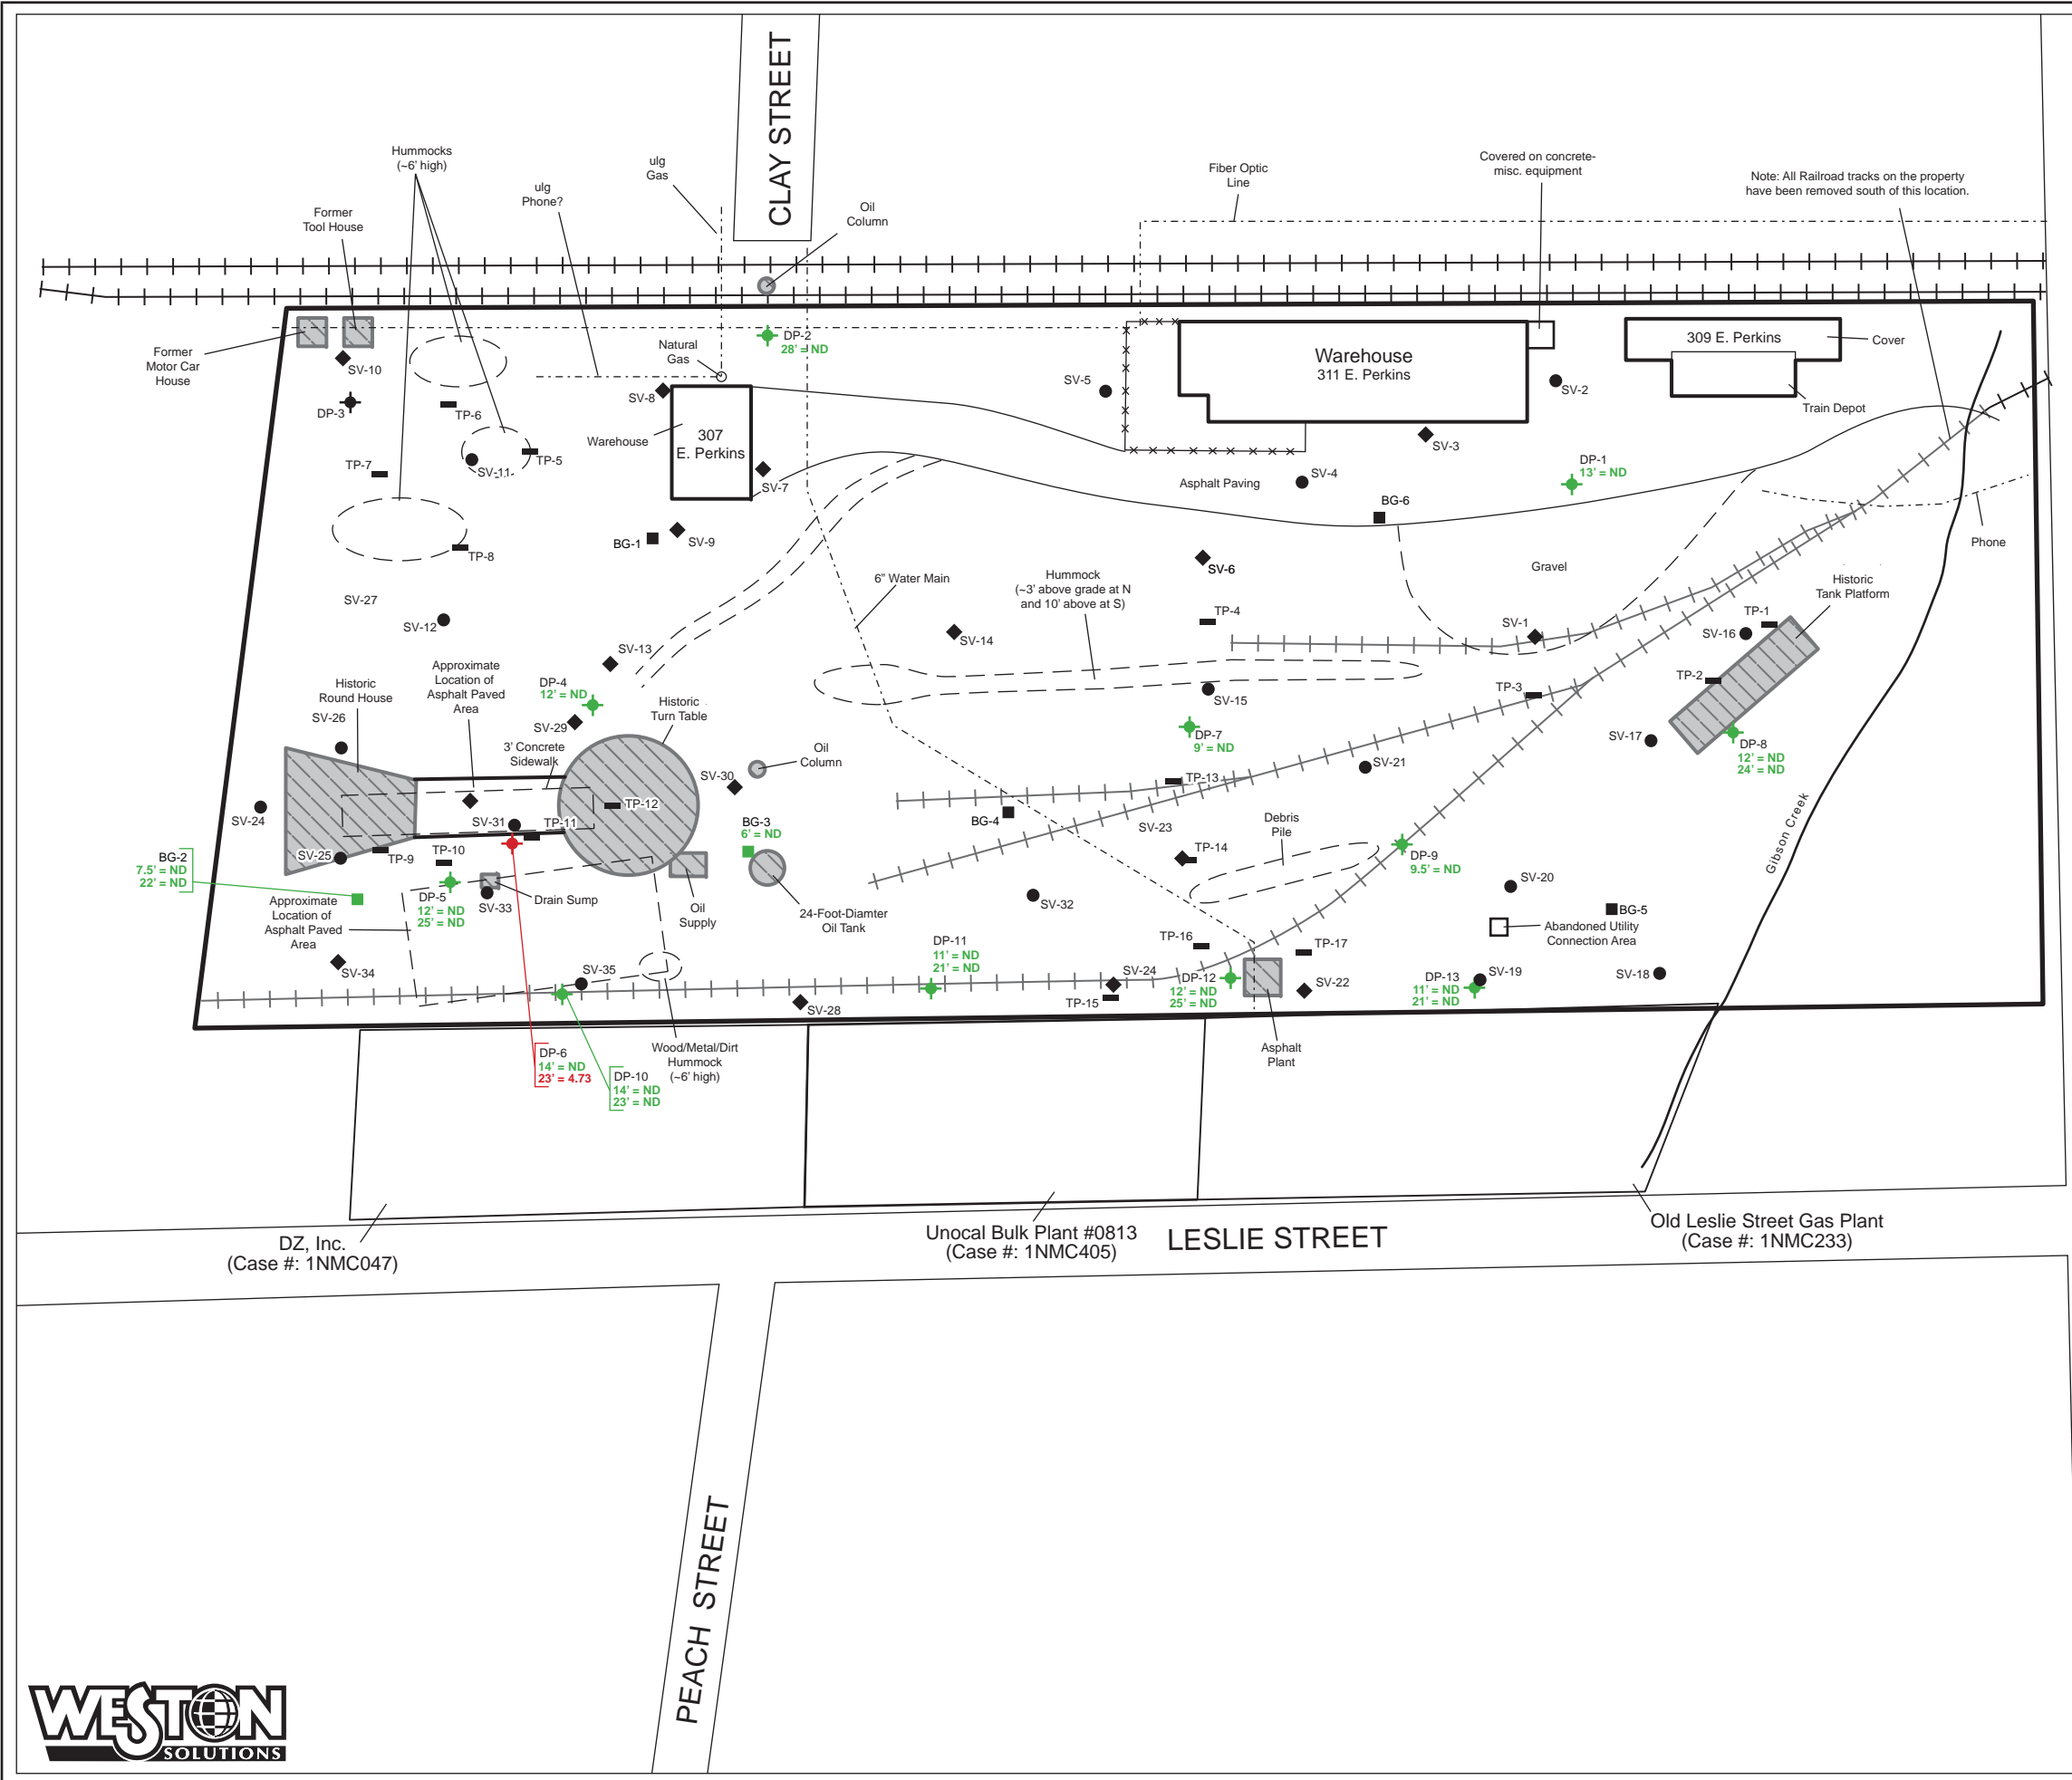 CLAY STREET
Hummocks
(~6' high)
ulg
Gas
ulg
Phone?
Former
Tool House
Oil
Column
Fiber Optic
Line
Covered on concrete-
misc. equipment
Note: All Railroad tracks on the property
have been removed south of this location.
Former
Motor Car
House
SV-10
DP-3
TP-6
TP-7
SV-11
TP-5
TP-8
Natural
Gas
DP-2
28' = ND
SV-8
Warehouse
307
E. Perkins
SV-7
BG-1
SV-9
SV-5
Warehouse
311 E. Perkins
SV-2
309 E. Perkins
Cover
Train Depot
SV-3
SV-4
Asphalt Paving
DP-1
13' = ND
BG-6
Phone
Gravel
SV-6
6" Water Main
Hummock
(~3' above grade at N
and 10' above at S)
TP-4
Historic
Tank Platform
SV-27
SV-12
SV-13
SV-14
SV-1
TP-1
SV-16
TP-2
TP-3
SV-15
Approximate
Location of
Asphalt Paved
Area
Historic
Round House
SV-26
DP-4
12' = ND
SV-29
Historic
Turn Table
3' Concrete
Sidewalk
Oil
Column
SV-30
DP-7
9' = ND
SV-17
DP-8
12' = ND
24' = ND
SV-21
TP-13
TP-12
SV-24
SV-31
TP-11
BG-3
6' = ND
BG-4
SV-23
Debris
Pile
Gibson Creek
BG-2
7.5' = ND
22' = ND
SV-25
TP-9
TP-10
TP-14
DP-9
9.5' = ND
DP-5
12' = ND
25' = ND
SV-33
Drain Sump
Oil
Supply
24-Foot-Diamter
Oil Tank
SV-32
SV-20
BG-5
Abandoned Utility
Connection Area
Approximate
Location of
Asphalt Paved
Area
SV-34
SV-35
DP-11
11' = ND
21' = ND
TP-16
TP-17
SV-24
DP-12
12' = ND
25' = ND
SV-22
DP-13
11' = ND
21' = ND
SV-19
SV-18
SV-28
TP-15
DP-6
14' = ND
23' = 4.73
DP-10
14' = ND
23' = ND
Wood/Metal/Dirt
Hummock
(~6' high)
Asphalt
Plant
DZ, Inc.
(Case #: 1NMC047)
Unocal Bulk Plant #0813
(Case #: 1NMC405)
LESLIE STREET
Old Leslie Street Gas Plant
(Case #: 1NMC233)
PEACH STREET
WESTON
SOLUTIONS